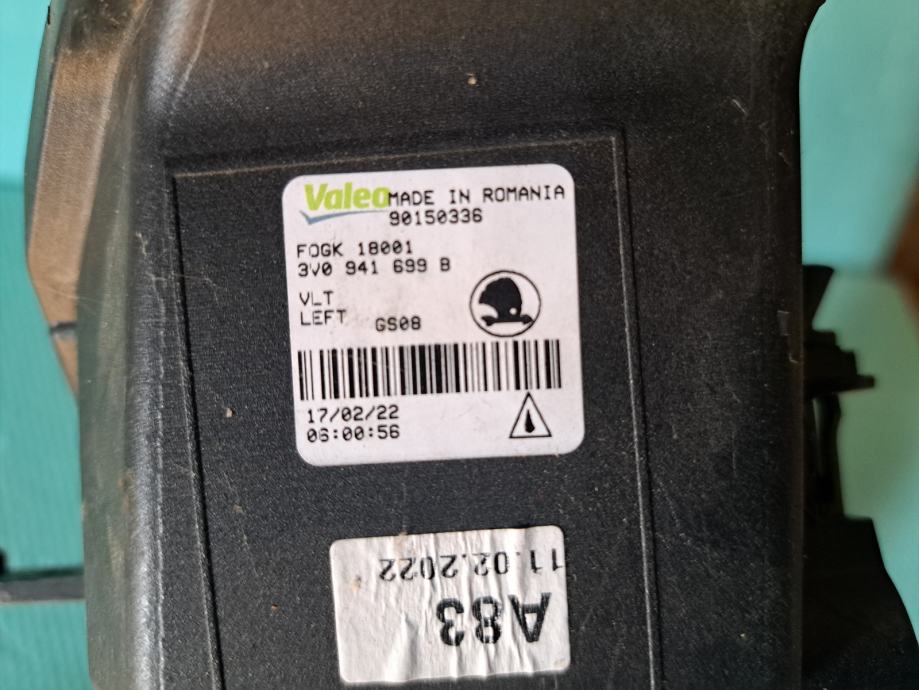 Valeo MADE IN ROMANIA
90150336
FOGK 18001
3V0 941 699 B
VLT
LEFT GS08
17/02/22
06:00:56
A83
11.02.2022